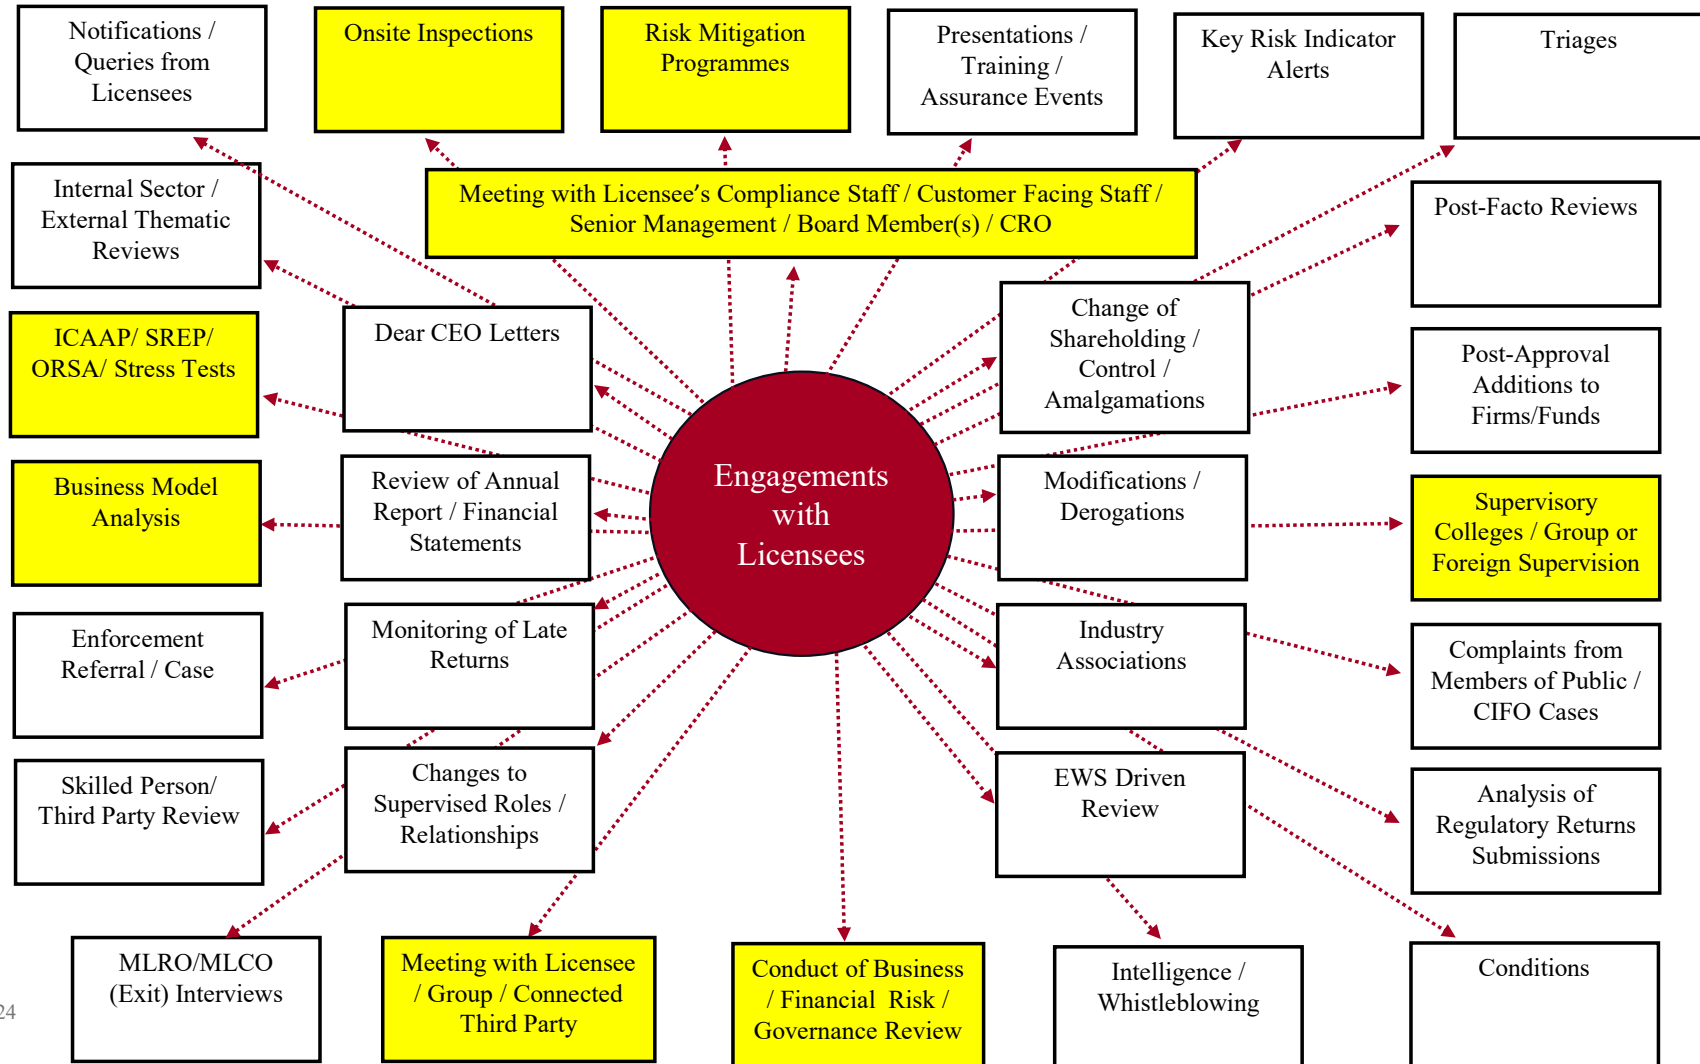 Notifications /
Queries from
Licensees
Onsite Inspections
Risk Mitigation
Programmes
Presentations /
Training /
Assurance Events
Key Risk Indicator
Alerts
Triages
Internal Sector /
External Thematic
Reviews
Meeting with Licensee’s Compliance Staff / Customer Facing Staff /
Senior Management / Board Member(s) / CRO
Post-Facto Reviews
ICAAP/ SREP/
ORSA/ Stress Tests
Dear CEO Letters
Change of
Shareholding /
Control /
Amalgamations
Post-Approval
Additions to
Firms/Funds
Business Model
Analysis
Review of Annual
Report / Financial
Statements
Engagements
with
Licensees
Modifications /
Derogations
Supervisory
Colleges / Group or
Foreign Supervision
Enforcement
Referral / Case
Monitoring of Late
Returns
Industry
Associations
Complaints from
Members of Public /
CIFO Cases
Skilled Person/
Third Party Review
Changes to
Supervised Roles /
Relationships
EWS Driven
Review
Analysis of
Regulatory Returns
Submissions
MLRO/MLCO
(Exit) Interviews
Meeting with Licensee
/ Group / Connected
Third Party
Conduct of Business
/ Financial Risk /
Governance Review
Intelligence /
Whistleblowing
Conditions
24